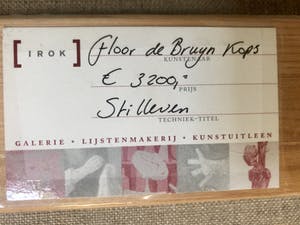 [ IROK ]
Floor de Bruyn Kops
KUNSTENAAR
€ 3200,-
PRIJS
Stilleven
TECHNIEK-TITEL
GALERIE • LIJSTENMAKERIJ • KUNSTUITLEEN